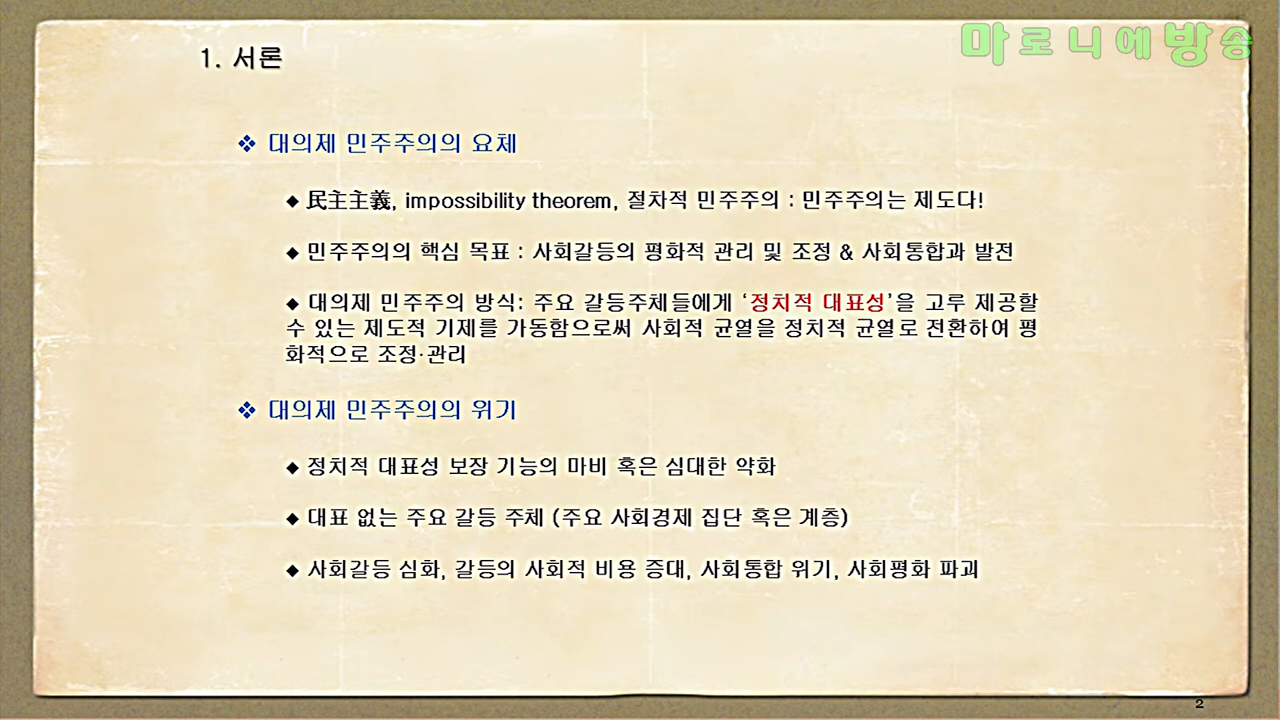 마로니에방송
1. 서론
❖ 대의제 민주주의의 요체
◆ 民主主義, impossibility theorem, 절차적 민주주의 : 민주주의는 제도다!
◆ 민주주의의 핵심 목표 : 사회갈등의 평화적 관리 및 조정 & 사회통합과 발전
◆ 대의제 민주주의 방식: 주요 갈등주체들에게 ‘정치적 대표성’을 고루 제공할
수 있는 제도적 기제를 가동함으로써 사회적 균열을 정치적 균열로 전환하여 평
화적으로 조정·관리
❖ 대의제 민주주의의 위기
◆ 정치적 대표성 보장 기능의 마비 혹은 심대한 약화
◆ 대표 없는 주요 갈등 주체 (주요 사회경제 집단 혹은 계층)
◆ 사회갈등 심화, 갈등의 사회적 비용 증대, 사회통합 위기, 사회평화 파괴
2